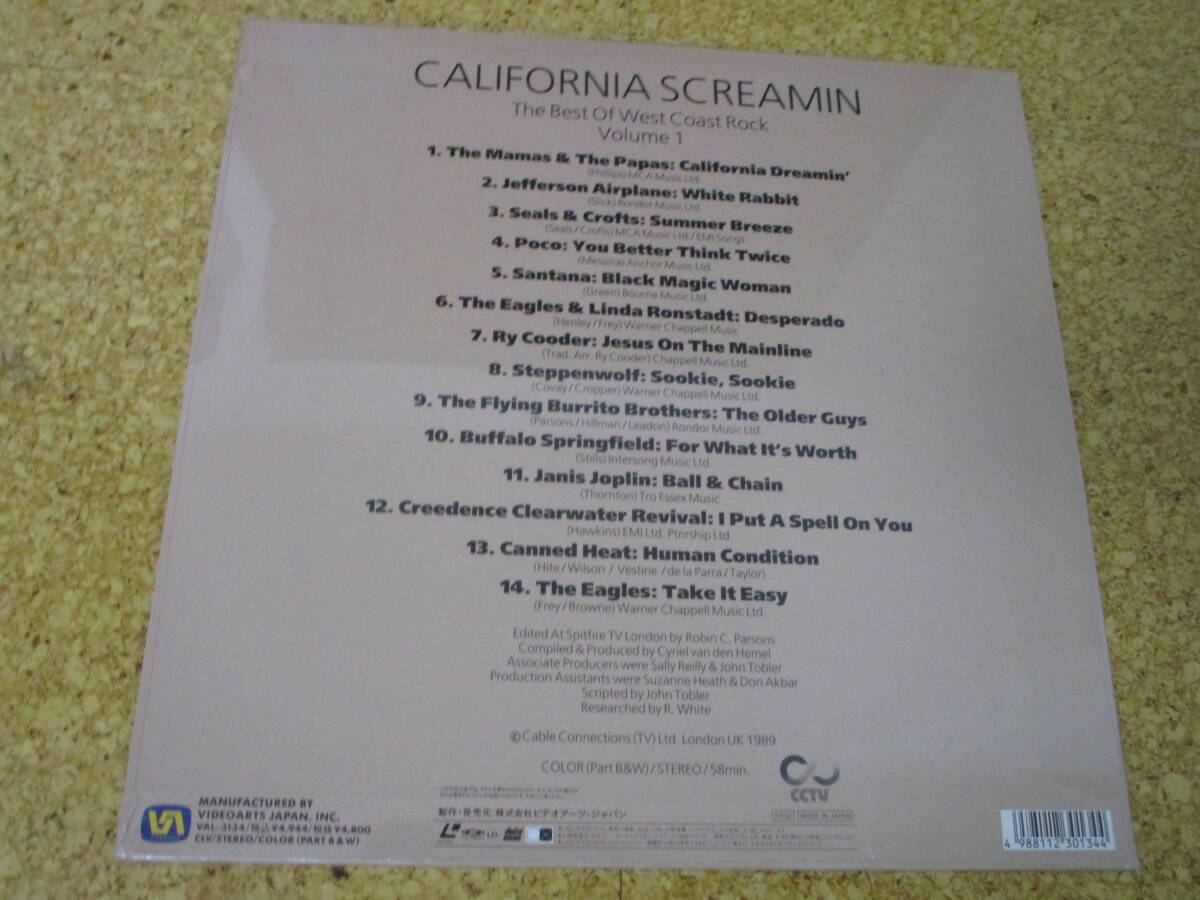 CALIFORNIA SCREAMIN
The Best Of West Coast Rock
Volume 1
1. The Mamas & The Papas: California Dreamin'
(Phillips) MCA Music Ltd.
2. Jefferson Airplane: White Rabbit
(Slick) Rondor Music Ltd.
3. Seals & Crofts: Summer Breeze
(Seals / Crofts) MCA Music Ltd. / EMI Songs
4. Poco: You Better Think Twice
(Messina) Anchor Music Ltd.
5. Santana: Black Magic Woman
(Green) Bourne Music Ltd.
6. The Eagles & Linda Ronstadt: Desperado
(Henley / Frey) Warner Chappell Music
7. Ry Cooder: Jesus On The Mainline
(Trad. Arr. Ry Cooder) Chappell Music Ltd.
8. Steppenwolf: Sookie, Sookie
(Covay / Cropper) Warner Chappell Music Ltd.
9. The Flying Burrito Brothers: The Older Guys
(Parsons / Hillman / Leadon) Rondor Music Ltd.
10. Buffalo Springfield: For What It's Worth
(Stills) Intersong Music Ltd.
11. Janis Joplin: Ball & Chain
(Thornton) Tro Essex Music
12. Creedence Clearwater Revival: I Put A Spell On You
(Hawkins) EMI Ltd. Ptnrship Ltd.
13. Canned Heat: Human Condition
(Hite / Wilson / Vestine / de la Parra / Taylor)
14. The Eagles: Take It Easy
(Frey / Browne) Warner Chappell Music Ltd.
Edited At Spitfire TV London by Robin C. Parsons
Compiled & Produced by Cyriel van den Hemel
Associate Producers were Sally Reilly & John Tobler
Production Assistants were Suzanne Heath & Don Akbar
Scripted by John Tobler
Researched by R. White
©Cable Connections (TV) Ltd. London UK 1989
COLOR (Part B&W) / STEREO / 58min.
CCTV
MANUFACTURED BY
VIDEOARTS JAPAN, INC.
VAL-3134/税込¥4,944/税抜¥4,800
CLV/STEREO/COLOR (PART B & W)
製作・発売元 株式会社ビデオアーツ・ジャパン
NTSC MADE IN JAPAN
4 988112 301344